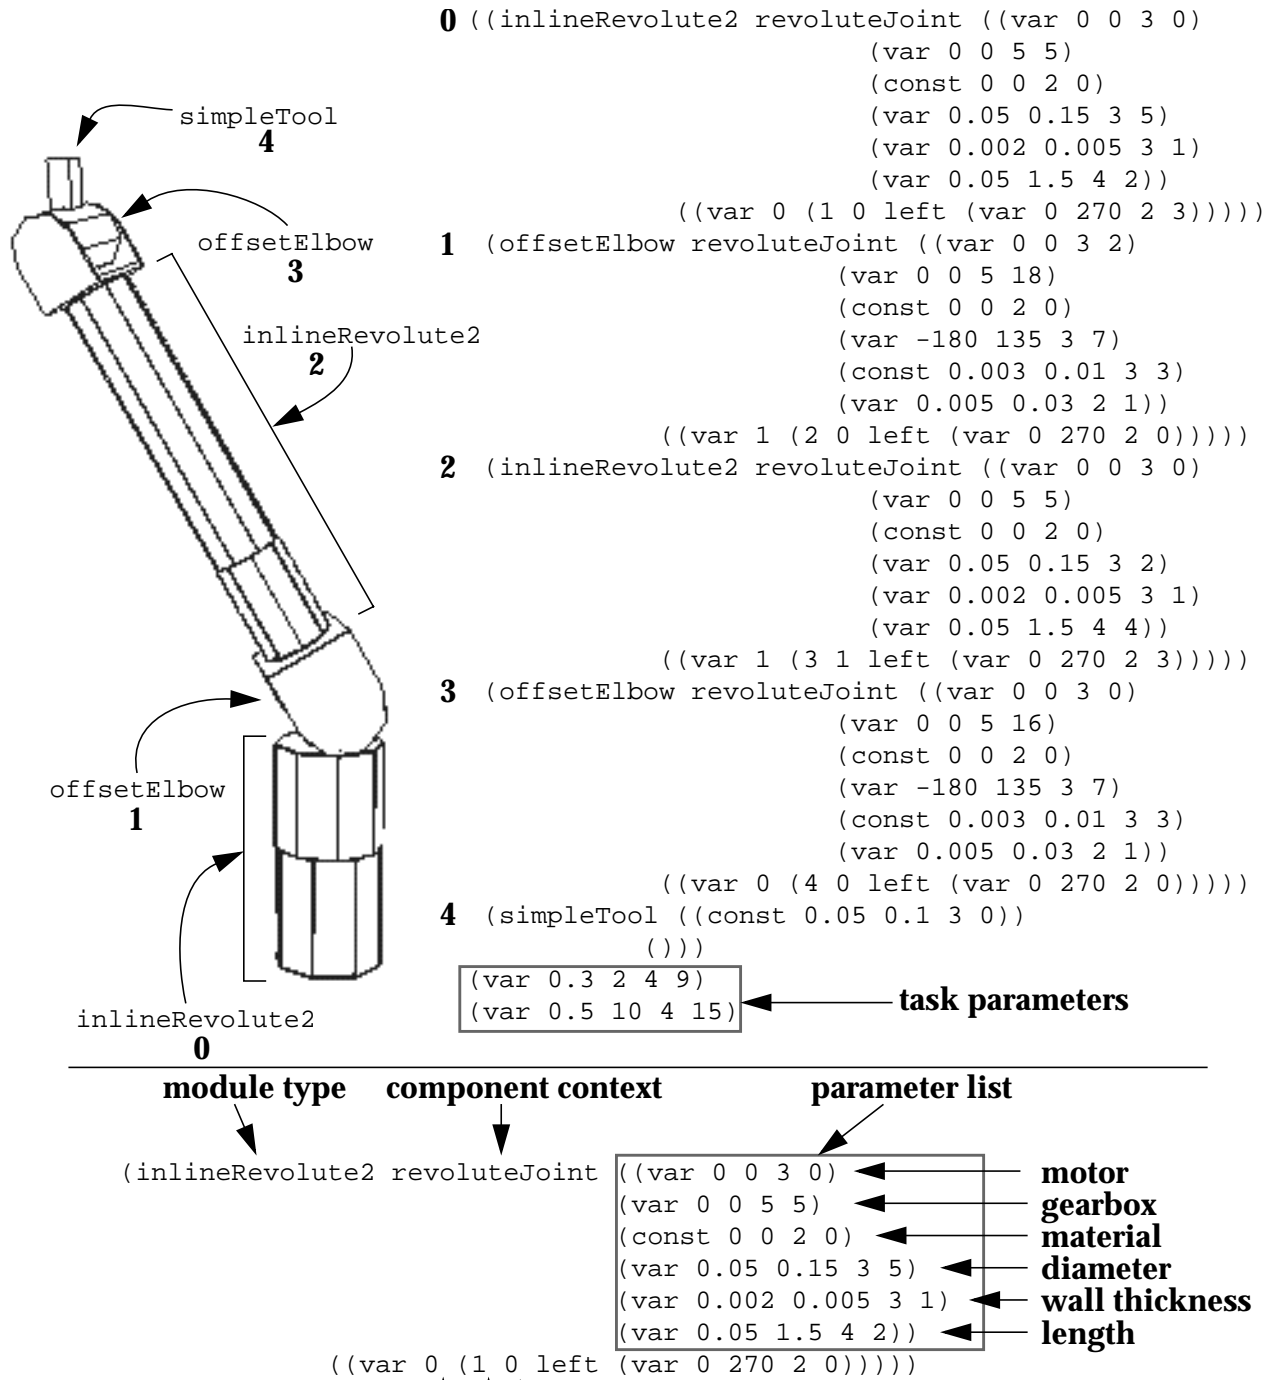 0 ((inlineRevolute2 revoluteJoint ((var 0 0 3 0)
(var 0 0 5 5)
(const 0 0 2 0)
(var 0.05 0.15 3 5)
(var 0.002 0.005 3 1)
(var 0.05 1.5 4 2))
((var 0 (1 0 left (var 0 270 2 3)))))
1 (offsetElbow revoluteJoint ((var 0 0 3 2)
(var 0 0 5 18)
(const 0 0 2 0)
(var -180 135 3 7)
(const 0.003 0.01 3 3)
(var 0.005 0.03 2 1))
((var 1 (2 0 left (var 0 270 2 0)))))
2 (inlineRevolute2 revoluteJoint ((var 0 0 3 0)
(var 0 0 5 5)
(const 0 0 2 0)
(var 0.05 0.15 3 2)
(var 0.002 0.005 3 1)
(var 0.05 1.5 4 4))
((var 1 (3 1 left (var 0 270 2 3)))))
3 (offsetElbow revoluteJoint ((var 0 0 3 0)
(var 0 0 5 16)
(const 0 0 2 0)
(var -180 135 3 7)
(const 0.003 0.01 3 3)
(var 0.005 0.03 2 1))
((var 0 (4 0 left (var 0 270 2 0)))))
4 (simpleTool ((const 0.05 0.1 3 0))
()))
(var 0.3 2 4 9)
(var 0.5 10 4 15)
task parameters
simpleTool
4
offsetElbow
3
inlineRevolute2
2
offsetElbow
1
inlineRevolute2
0
module type component context parameter list
(inlineRevolute2 revoluteJoint ((var 0 0 3 0) motor
(var 0 0 5 5) gearbox
(const 0 0 2 0) material
(var 0.05 0.15 3 5) diameter
(var 0.002 0.005 3 1) wall thickness
(var 0.05 1.5 4 2)) length
((var 0 (1 0 left (var 0 270 2 0)))))